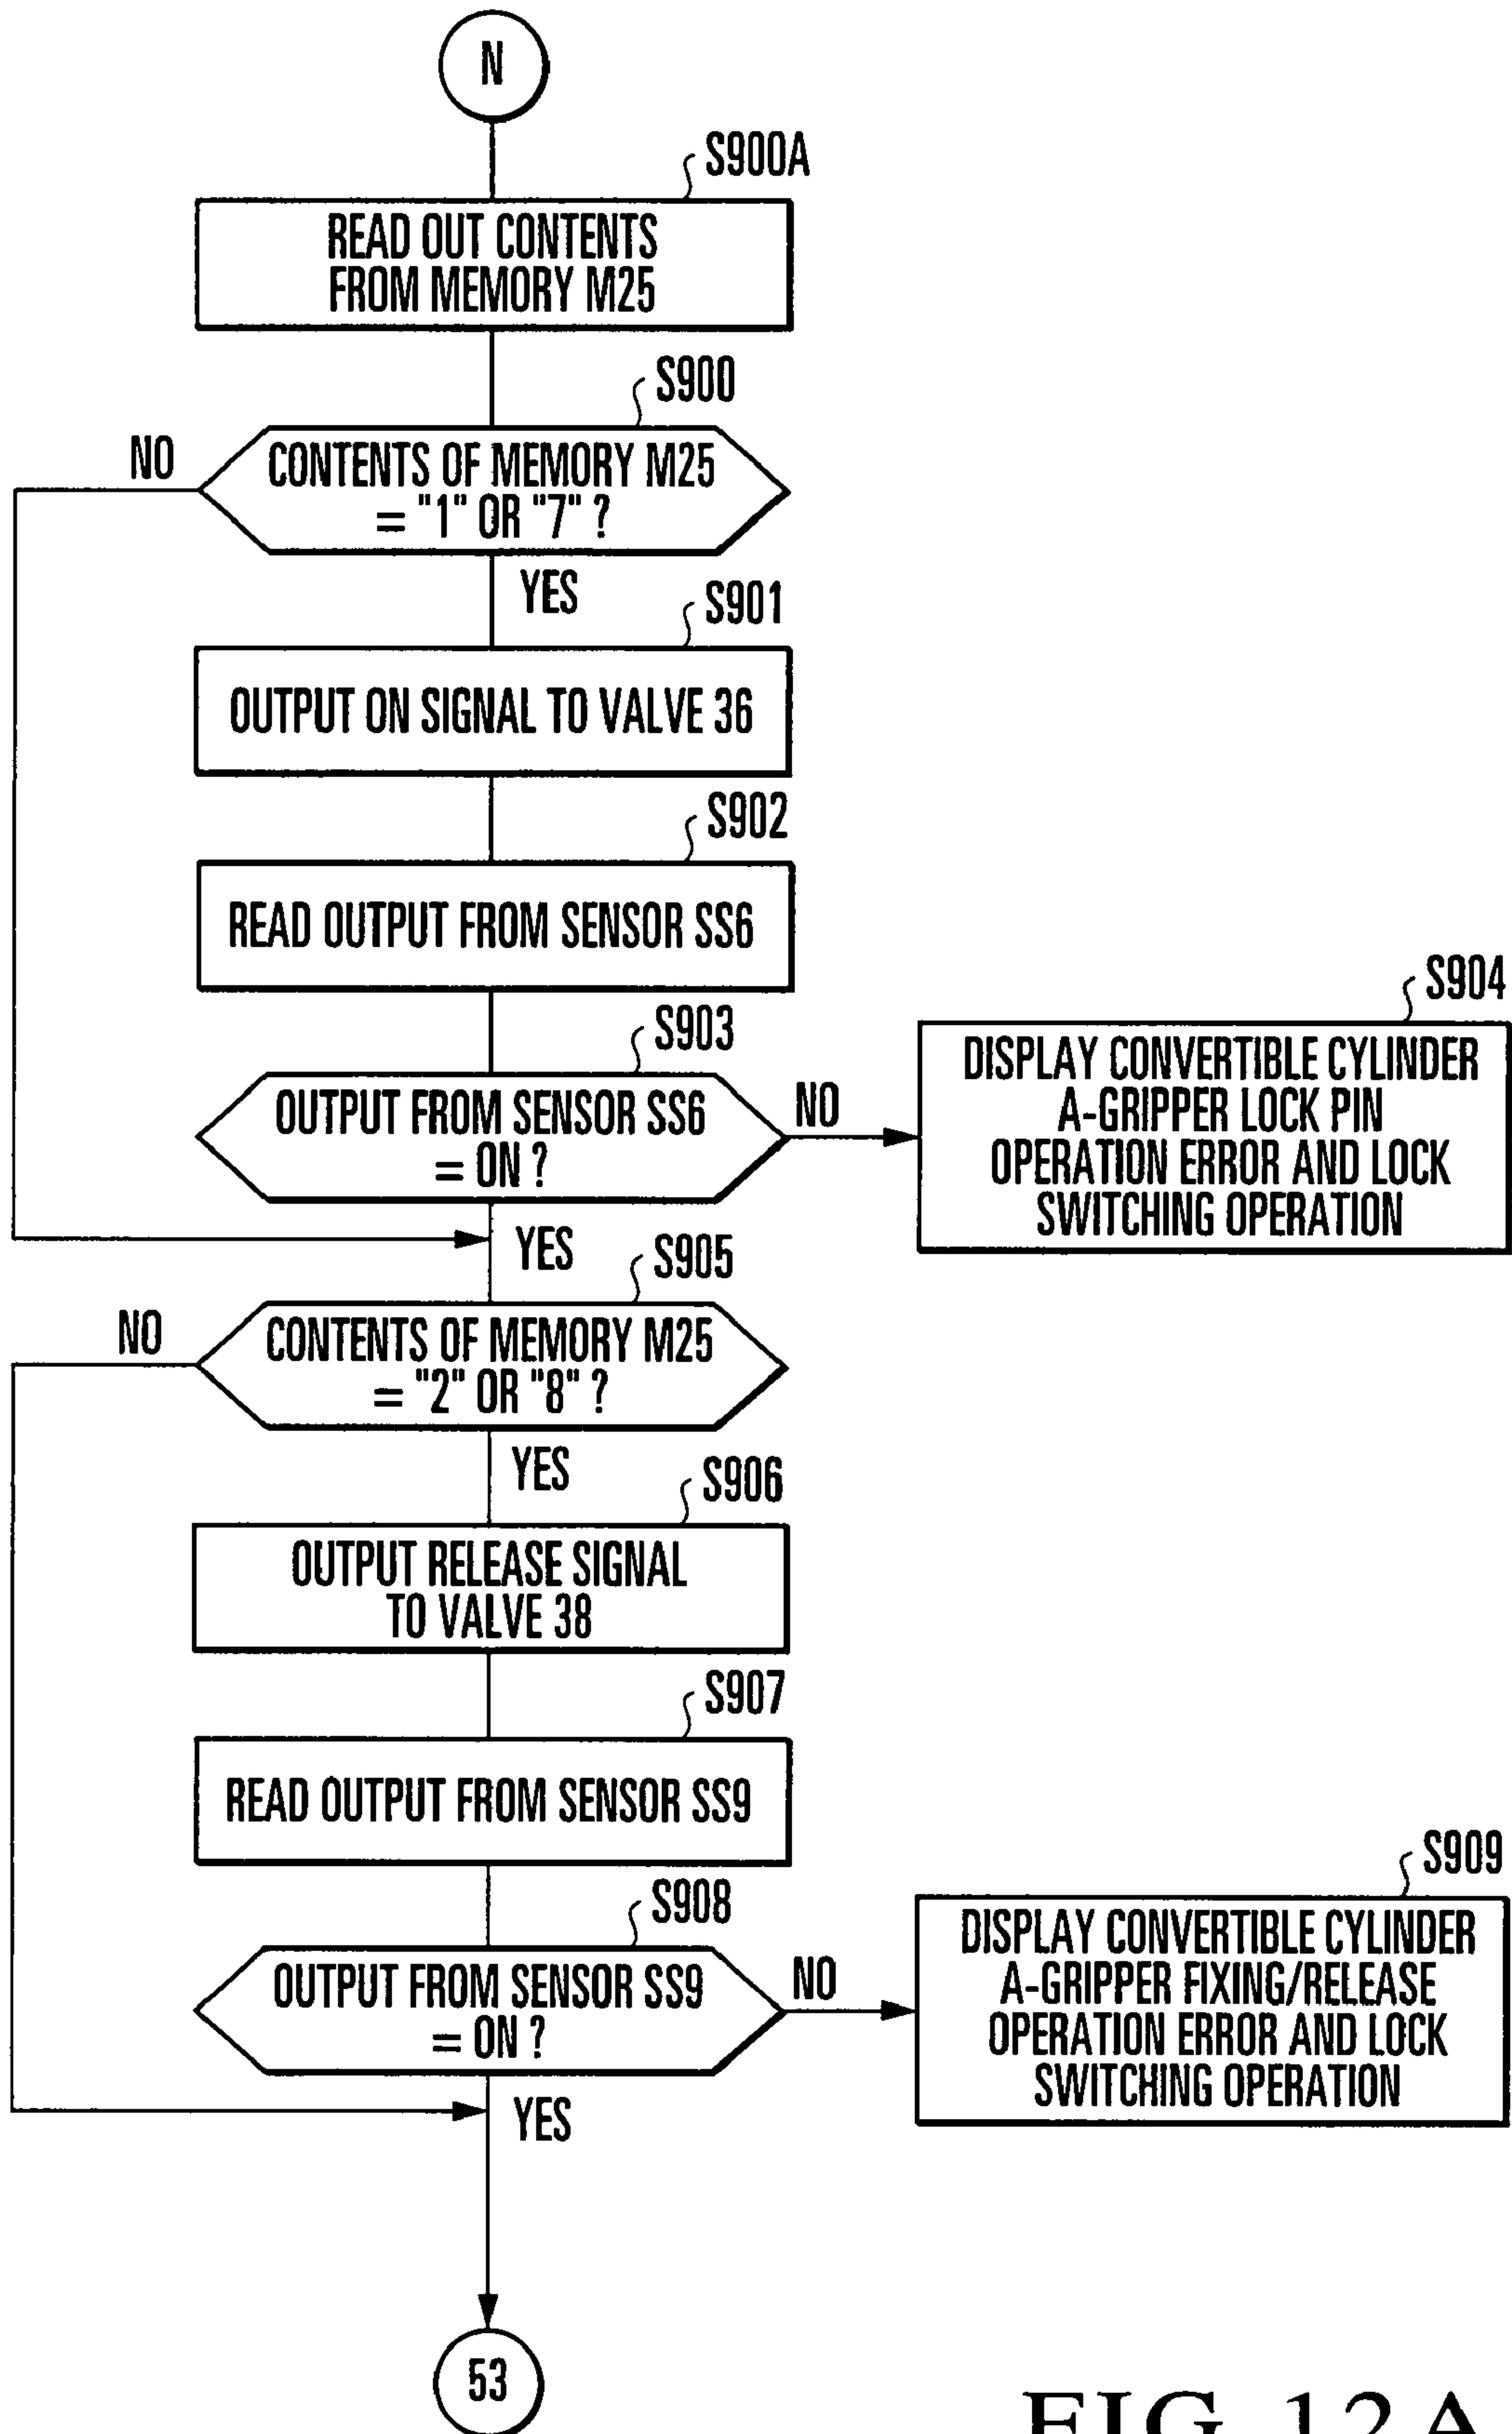 N
S900A
READ OUT CONTENTS
FROM MEMORY M25
S900
NO
CONTENTS OF MEMORY M25
= "1" OR "7" ?
YES
S901
OUTPUT ON SIGNAL TO VALVE 36
S902
READ OUTPUT FROM SENSOR SS6
S903
OUTPUT FROM SENSOR SS6
= ON ?
NO
S904
DISPLAY CONVERTIBLE CYLINDER
A-GRIPPER LOCK PIN
OPERATION ERROR AND LOCK
SWITCHING OPERATION
YES
S905
NO
CONTENTS OF MEMORY M25
= "2" OR "8" ?
YES
S906
OUTPUT RELEASE SIGNAL
TO VALVE 38
S907
READ OUTPUT FROM SENSOR SS9
S908
OUTPUT FROM SENSOR SS9
= ON ?
NO
S909
DISPLAY CONVERTIBLE CYLINDER
A-GRIPPER FIXING/RELEASE
OPERATION ERROR AND LOCK
SWITCHING OPERATION
YES
53
FIG.12A